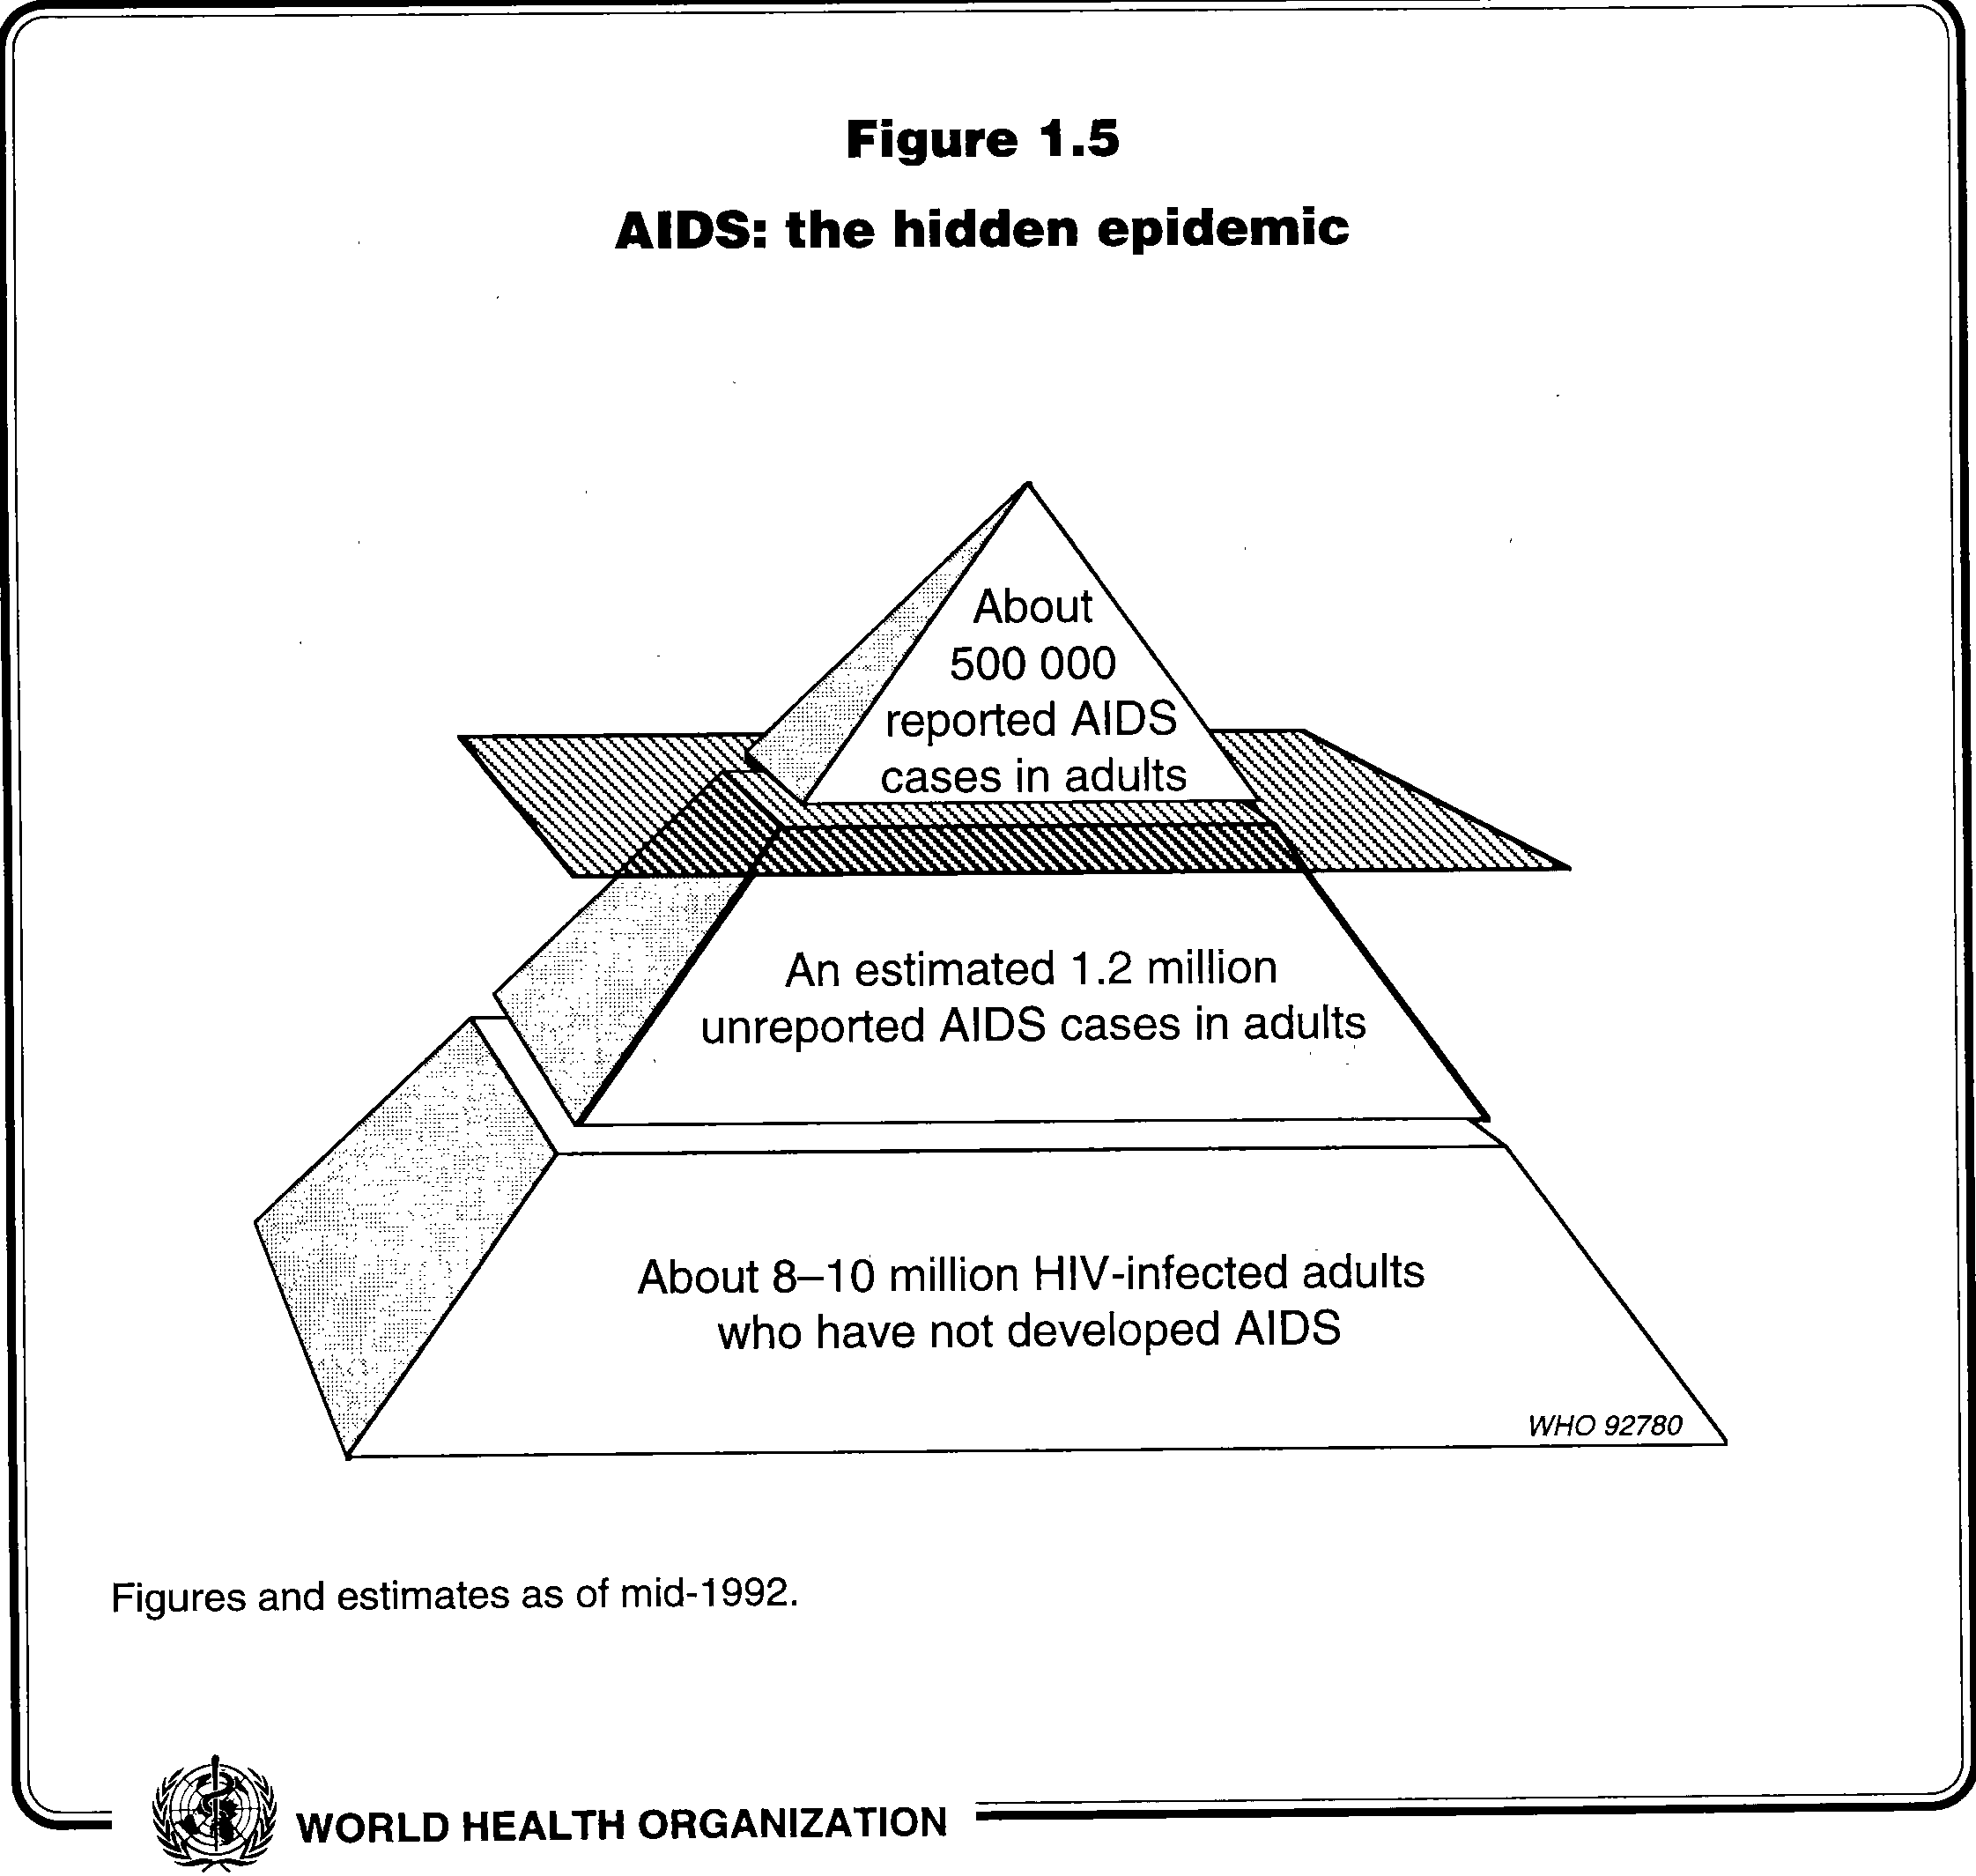 Figure 1.5
AIDS: the hidden epidemic
About
500 000
reported AIDS
cases in adults
An estimated 1.2 million
unreported AIDS cases in adults
About 8–10 million HIV-infected adults
who have not developed AIDS
WHO 92780
Figures and estimates as of mid-1992.
WORLD HEALTH ORGANIZATION